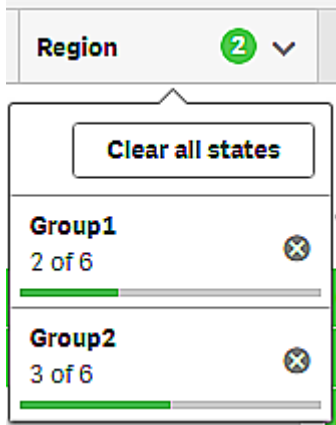 Region 2
Clear all states
Group1
2 of 6
Group2
3 of 6